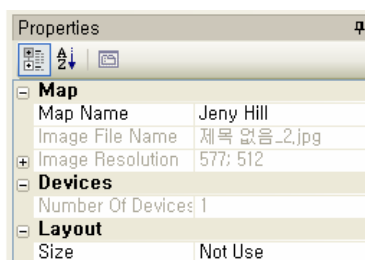 Properties
Map
Map Name Jeny Hill
Image File Name 제목 없음_2.jpg
Image Resolution 577; 512
Devices
Number Of Devices 1
Layout
Size Not Use